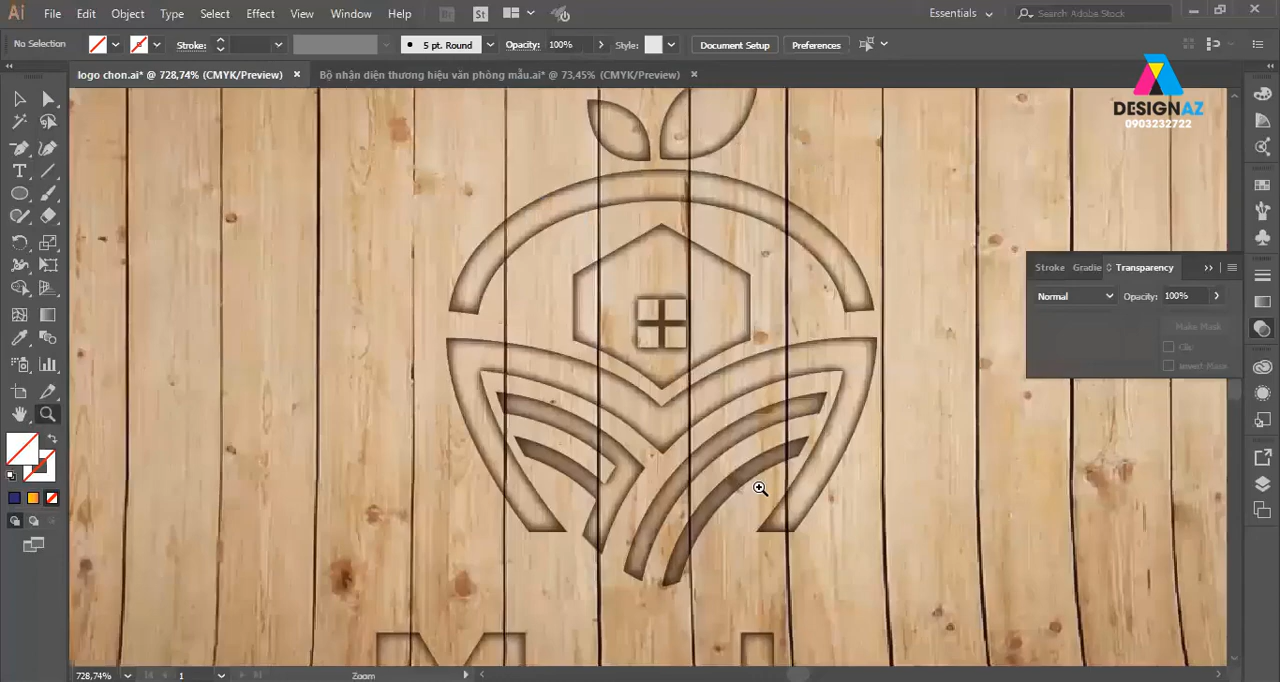 Ai File Edit Object Type Select Effect View Window Help Br St Essentials Search Adobe Stock
No Selection Stroke: 5 pt. Round Opacity: 100% Style: Document Setup Preferences
logo chon.ai* @ 728,74% (CMYK/Preview) × Bộ nhận diện thương hiệu văn phòng mẫu.ai* @ 73,45% (CMYK/Preview) ×
DESIGNAZ
0903232722
Stroke Gradie Transparency
Normal Opacity: 100%
Make Mask
Clip
Invert Mask
728,74% 1 Zoom